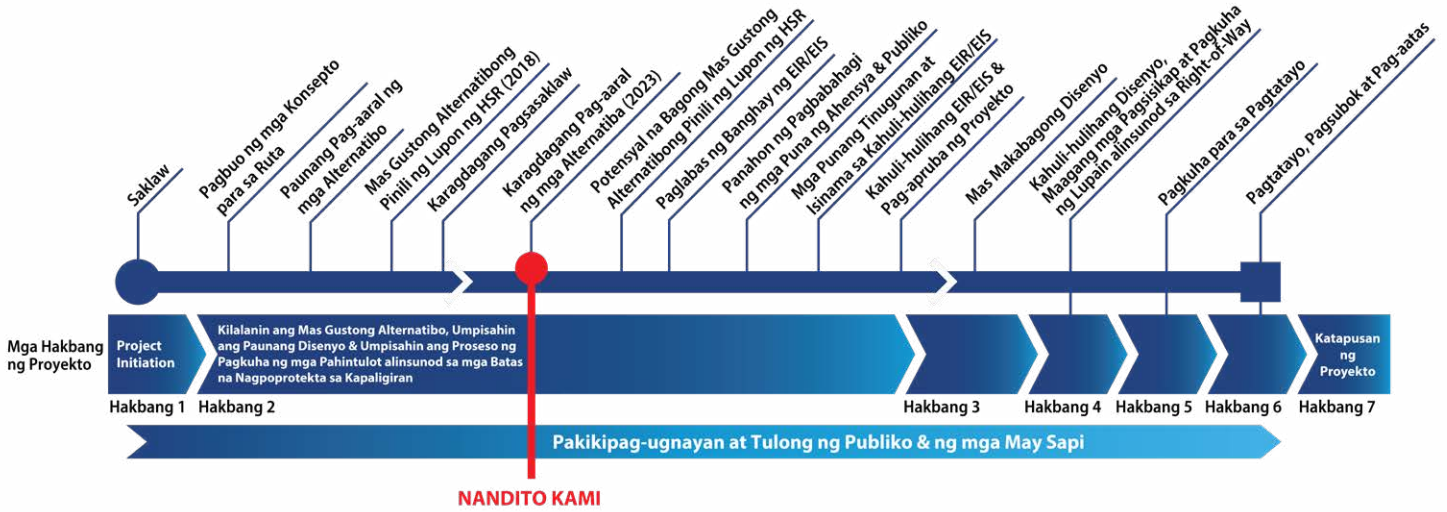 Saklaw
Pagbuo ng mga Konsepto
para sa Ruta
Paunang Pag-aaral ng
mga Alternatibo
Mas Gustong Alternatibong
Pinili ng Lupon ng HSR (2018)
Karagdagang Pagsasaklaw
Karagdagang Pag-aaral
ng mga Alternatiba (2023)
Potensyal na Bagong Mas Gustong
Alternatibong Pinili ng Lupon ng HSR
Paglabas ng Banghay ng EIR/EIS
Panahon ng Pagbabahagi
ng mga Puna ng Ahensya & Publiko
Mga Punang Tinugunan at
Isinama sa Kahuli-hulihang EIR/EIS
Kahuli-hulihang EIR/EIS &
Pag-apruba ng Proyekto
Mas Makabagong Disenyo
Kahuli-hulihang Disenyo,
Maagang mga Pagsisikap at Pagkuha
ng Lupain alinsunod sa Right-of-Way
Pagkuha para sa Pagtatayo
Pagtatayo, Pagsubok at Pag-aatas
Mga Hakbang
ng Proyekto
Project
Initiation
Kilalanin ang Mas Gustong Alternatibo, Umpisahin
ang Paunang Disenyo & Umpisahin ang Proseso ng
Pagkuha ng mga Pahintulot alinsunod sa mga Batas
na Nagpoprotekta sa Kapaligiran
Katapusan
ng
Proyekto
Hakbang 1
Hakbang 2
Hakbang 3
Hakbang 4
Hakbang 5
Hakbang 6
Hakbang 7
Pakikipag-ugnayan at Tulong ng Publiko & ng mga May Sapi
NANDITO KAMI